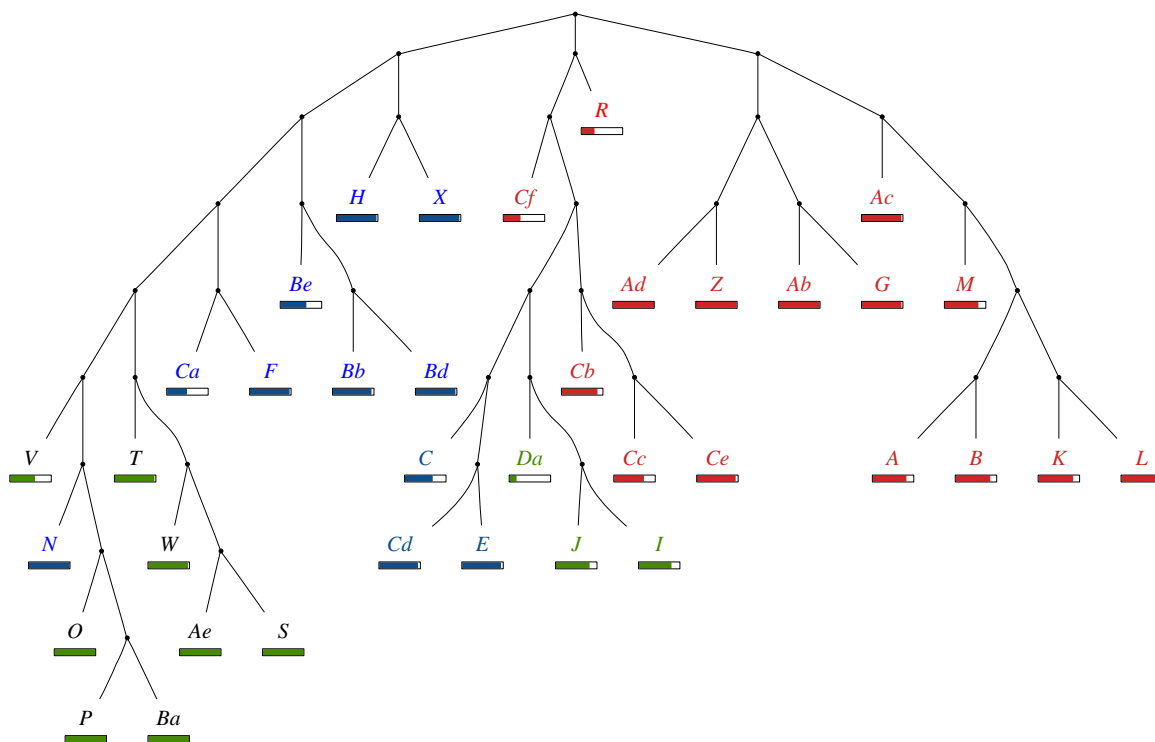 R
H X Cf Ac
Be Ad Z Ab G M
Ca F Bb Bd Cb
V T C Da Cc Ce A B K L
N W Cd E J I
O Ae S
P Ba